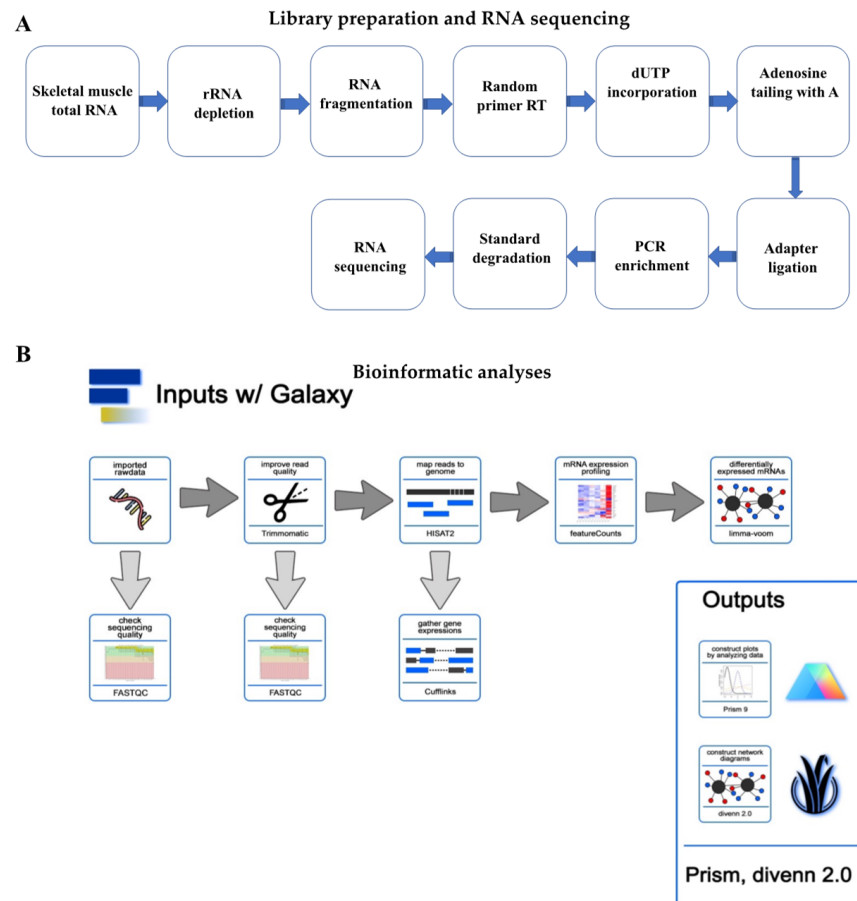 A
Library preparation and RNA sequencing
Skeletal muscle
total RNA
rRNA
depletion
RNA
fragmentation
Random
primer RT
dUTP
incorporation
Adenosine
tailing with A
RNA
sequencing
Standard
degradation
PCR
enrichment
Adapter
ligation
B
Bioinformatic analyses
Inputs w/ Galaxy
imported
rawdata
improve read
quality
Trimmomatic
map reads to
genome
HISAT2
mRNA expression
profiling
featureCounts
differentially
expressed mRNAs
limma-voom
check
sequencing
quality
FASTQC
check
sequencing
quality
FASTQC
gather gene
expressions
Cufflinks
Outputs
construct plots
by analyzing data
Prism 9
construct network
diagrams
divenn 2.0
Prism, divenn 2.0